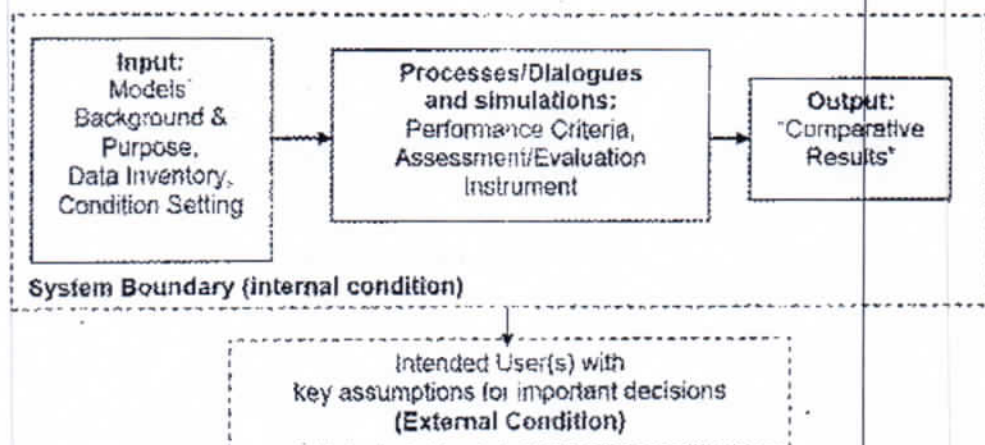 Input:
Models'
Background &
Purpose,
Data Inventory,
Condition Setting
Processes/Dialogues
and simulations:
Performance Criteria,
Assessment/Evaluation
Instrument
Output:
"Comparative
Results"
System Boundary (internal condition)
Intended User(s) with
key assumptions for important decisions
(External Condition)